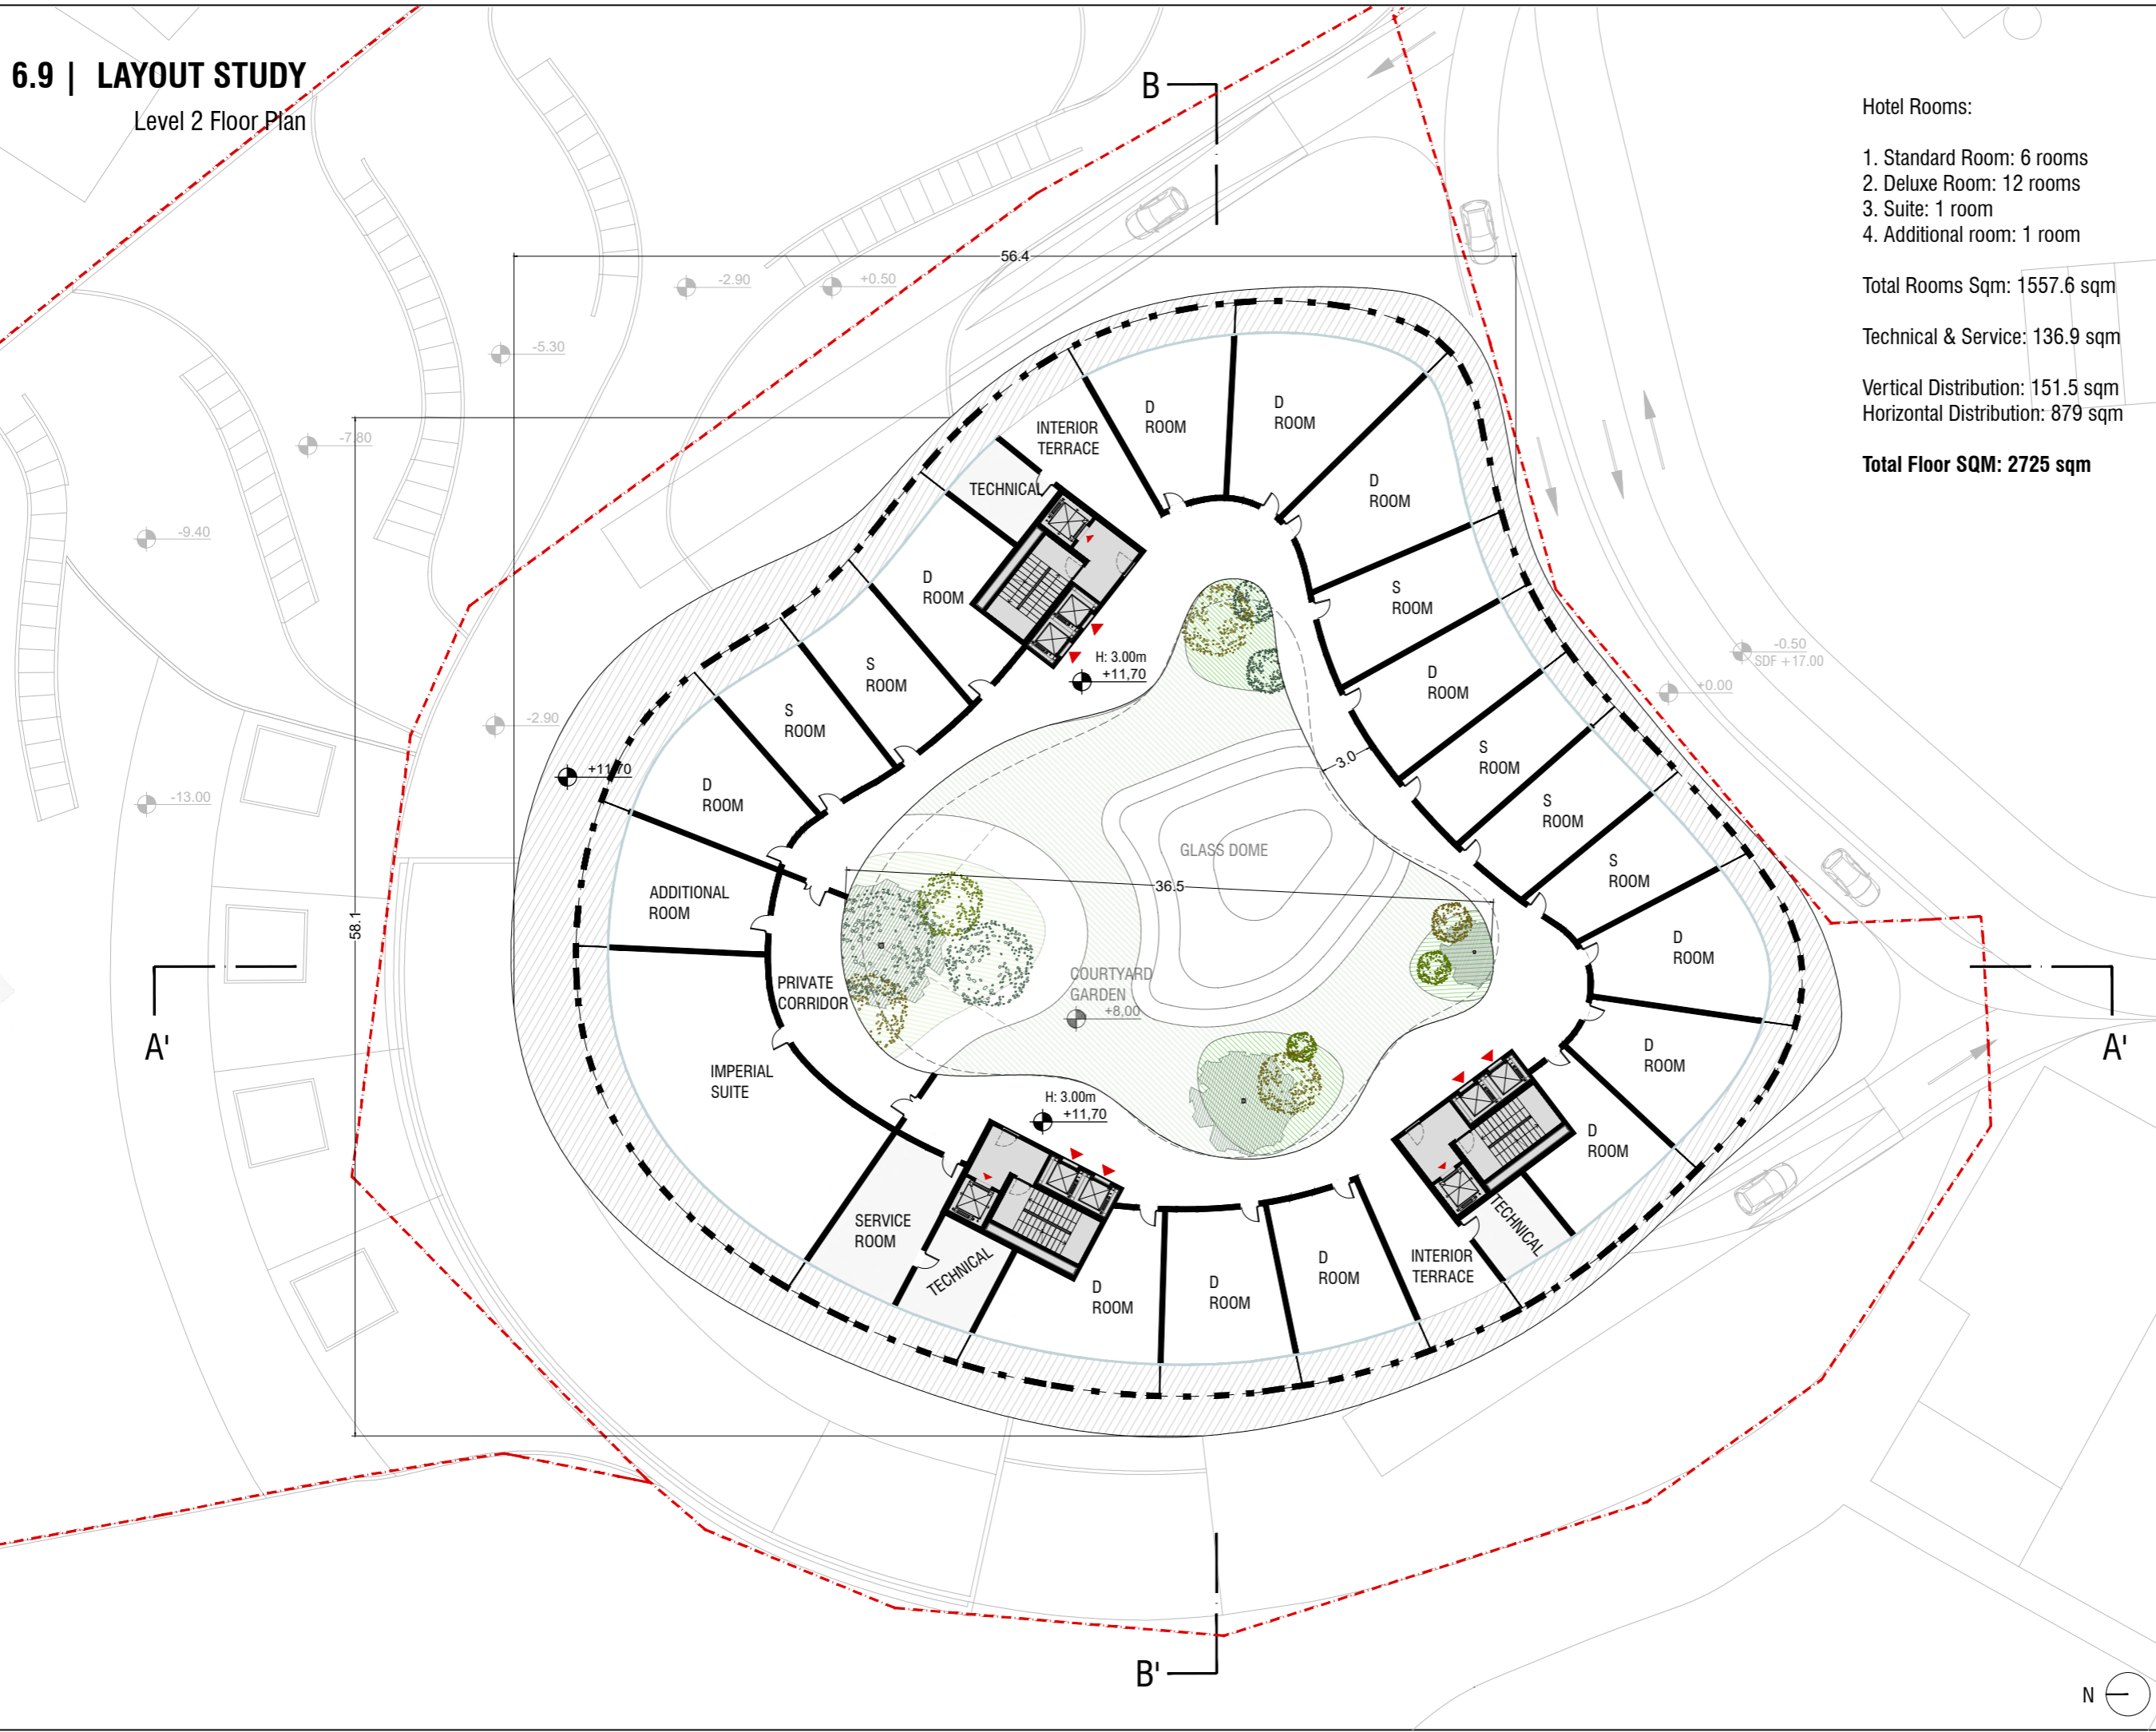 6.9 | LAYOUT STUDY
Level 2 Floor Plan
B
Hotel Rooms:
1. Standard Room: 6 rooms
2. Deluxe Room: 12 rooms
3. Suite: 1 room
4. Additional room: 1 room
Total Rooms Sqm: 1557.6 sqm
Technical & Service: 136.9 sqm
Vertical Distribution: 151.5 sqm
Horizontal Distribution: 879 sqm
Total Floor SQM: 2725 sqm
56.4
-2.90
+0.50
-5.30
-7.80
-9.40
-2.90
-13.00
58.1
-0.50
SDF +17.00
+0.00
INTERIOR
TERRACE
D
ROOM
D
ROOM
D
ROOM
TECHNICAL
D
ROOM
S
ROOM
H: 3.00m
+11,70
S
ROOM
D
ROOM
S
ROOM
+11,70
D
ROOM
3.0
S
ROOM
S
ROOM
GLASS DOME
S
ROOM
36.5
ADDITIONAL
ROOM
D
ROOM
COURTYARD
GARDEN
+8,00
PRIVATE
CORRIDOR
A'
A'
D
ROOM
IMPERIAL
SUITE
H: 3.00m
+11,70
D
ROOM
SERVICE
ROOM
TECHNICAL
D
ROOM
D
ROOM
D
ROOM
INTERIOR
TERRACE
TECHNICAL
B'
N